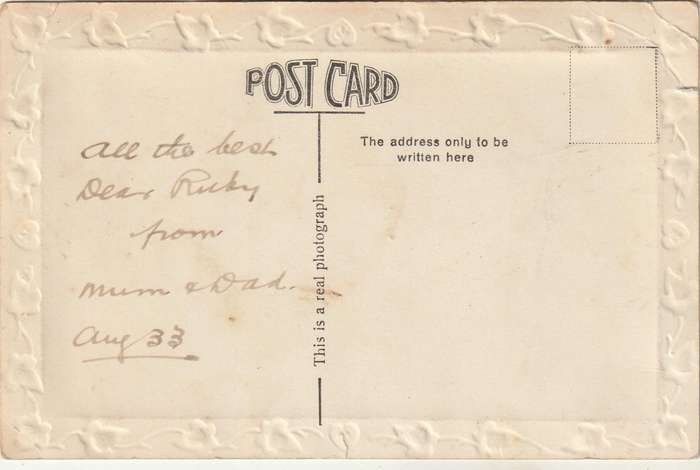 POST CARD
All the best
Dear Ruby
from
Mum & Dad.
Aug 33
This is a real photograph
The address only to be
written here